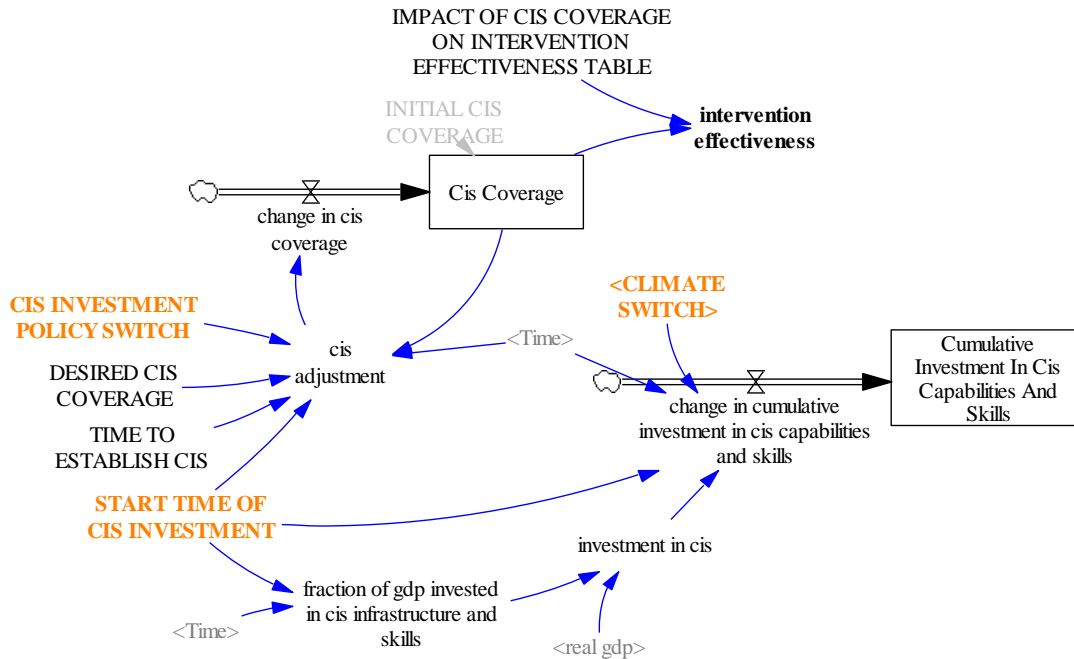 IMPACT OF CIS COVERAGE
ON INTERVENTION
EFFECTIVENESS TABLE
INITIAL CIS
COVERAGE
intervention
effectiveness
Cis Coverage
change in cis
coverage
CIS INVESTMENT
POLICY SWITCH
<CLIMATE
SWITCH>
cis
adjustment
<Time>
Cumulative
Investment In Cis
Capabilities And
Skills
DESIRED CIS
COVERAGE
change in cumulative
investment in cis capabilities
and skills
TIME TO
ESTABLISH CIS
START TIME OF
CIS INVESTMENT
investment in cis
fraction of gdp invested
in cis infrastructure and
skills
<Time>
<real gdp>